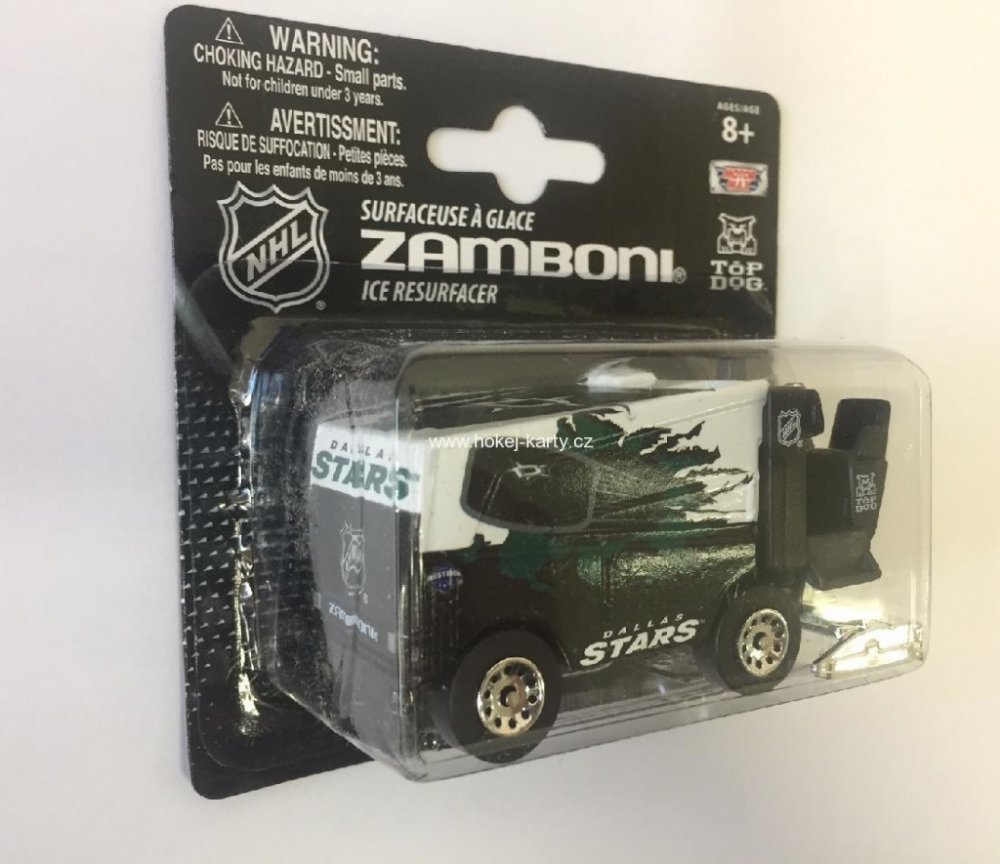 WARNING:
CHOKING HAZARD - Small parts.
Not for children under 3 years.
AVERTISSMENT:
RISQUE DE SUFFOCATION - Petites pièces.
Pas pour les enfants de moins de 3 ans.
AGES/AGE
8+
MOTOR
NHL
®
SURFACEUSE À GLACE
ZAMBONI®
ICE RESURFACER
TOP
DOG
www.hokej-karty.cz
DALLAS
STARS
ZAMBONI
DALLAS
STARS™